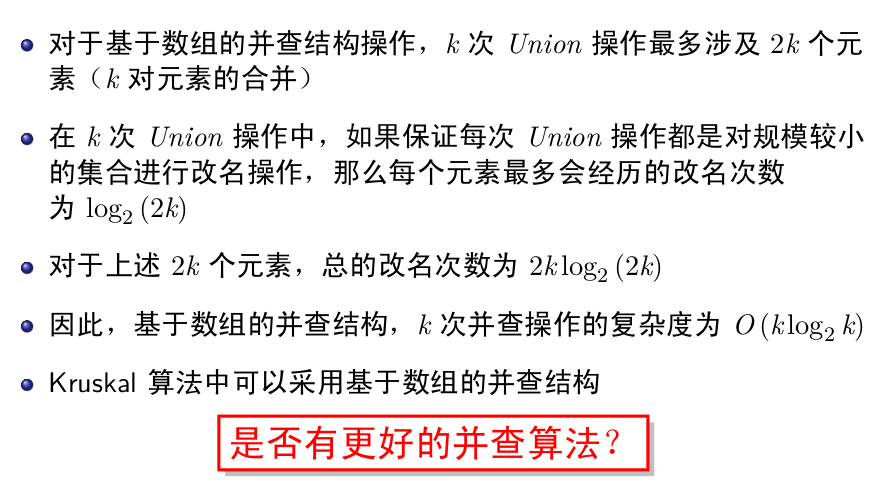 对于基于数组的并查结构操作，k 次 Union 操作最多涉及 2k 个元
素（k 对元素的合并）
在 k 次 Union 操作中，如果保证每次 Union 操作都是对规模较小
的集合进行改名操作，那么每个元素最多会经历的改名次数
为 log₂ (2k)
对于上述 2k 个元素，总的改名次数为 2k log₂ (2k)
因此，基于数组的并查结构，k 次并查操作的复杂度为 O (k log₂ k)
Kruskal 算法中可以采用基于数组的并查结构
是否有更好的并查算法？